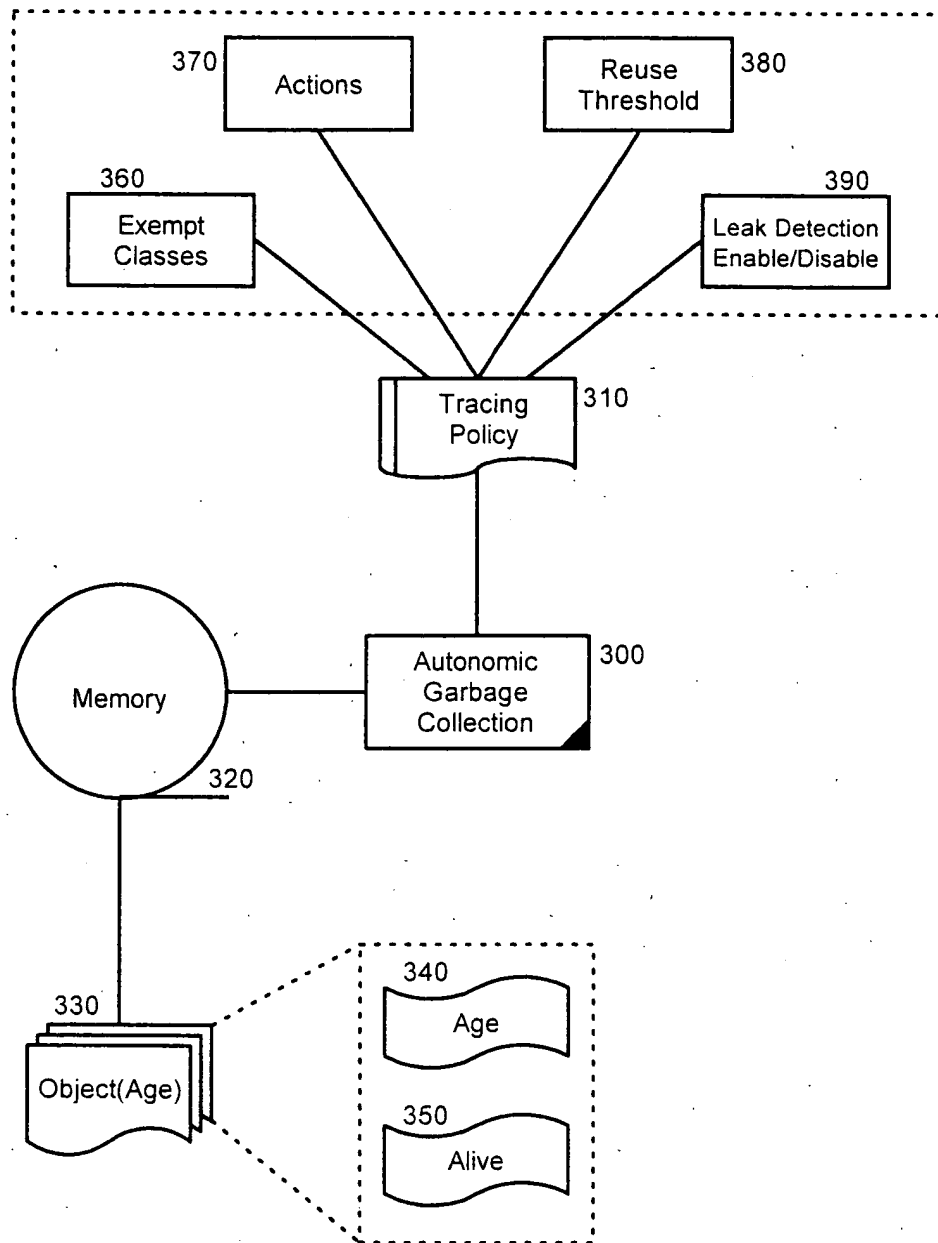 370
Actions
Reuse
Threshold
380
360
Exempt
Classes
390
Leak Detection
Enable/Disable
Tracing
Policy
310
Memory
320
Autonomic
Garbage
Collection
300
330
Object(Age)
340
Age
350
Alive